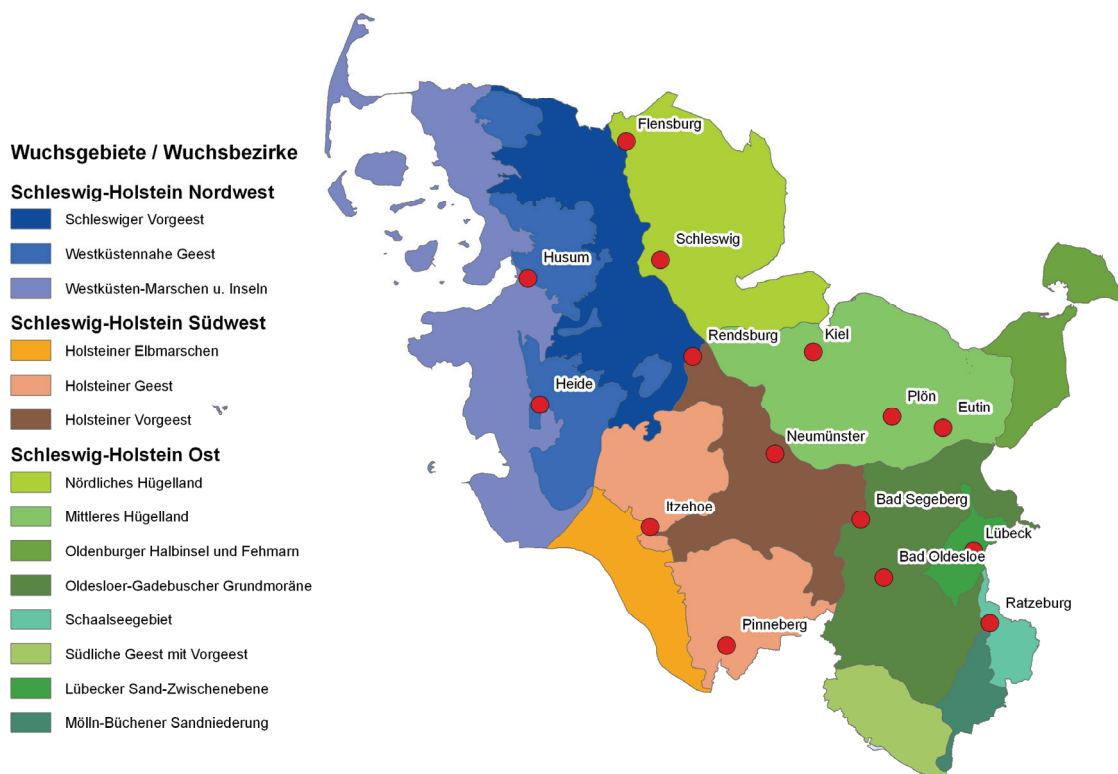 Wuchsgebiete / Wuchsbezirke
Schleswig-Holstein Nordwest
Schleswiger Vorgeest
Westküstennahe Geest
Westküsten-Marschen u. Inseln
Schleswig-Holstein Südwest
Holsteiner Elbmarschen
Holsteiner Geest
Holsteiner Vorgeest
Schleswig-Holstein Ost
Nördliches Hügelland
Mittleres Hügelland
Oldenburger Halbinsel und Fehmarn
Oldesloer-Gadebuscher Grundmoräne
Schaalseegebiet
Südliche Geest mit Vorgeest
Lübecker Sand-Zwischenebene
Mölln-Büchener Sandniederung
Flensburg
Schleswig
Husum
Rendsburg
Kiel
Heide
Plön
Eutin
Neumünster
Itzehoe
Bad Segeberg
Lübeck
Bad Oldesloe
Ratzeburg
Pinneberg